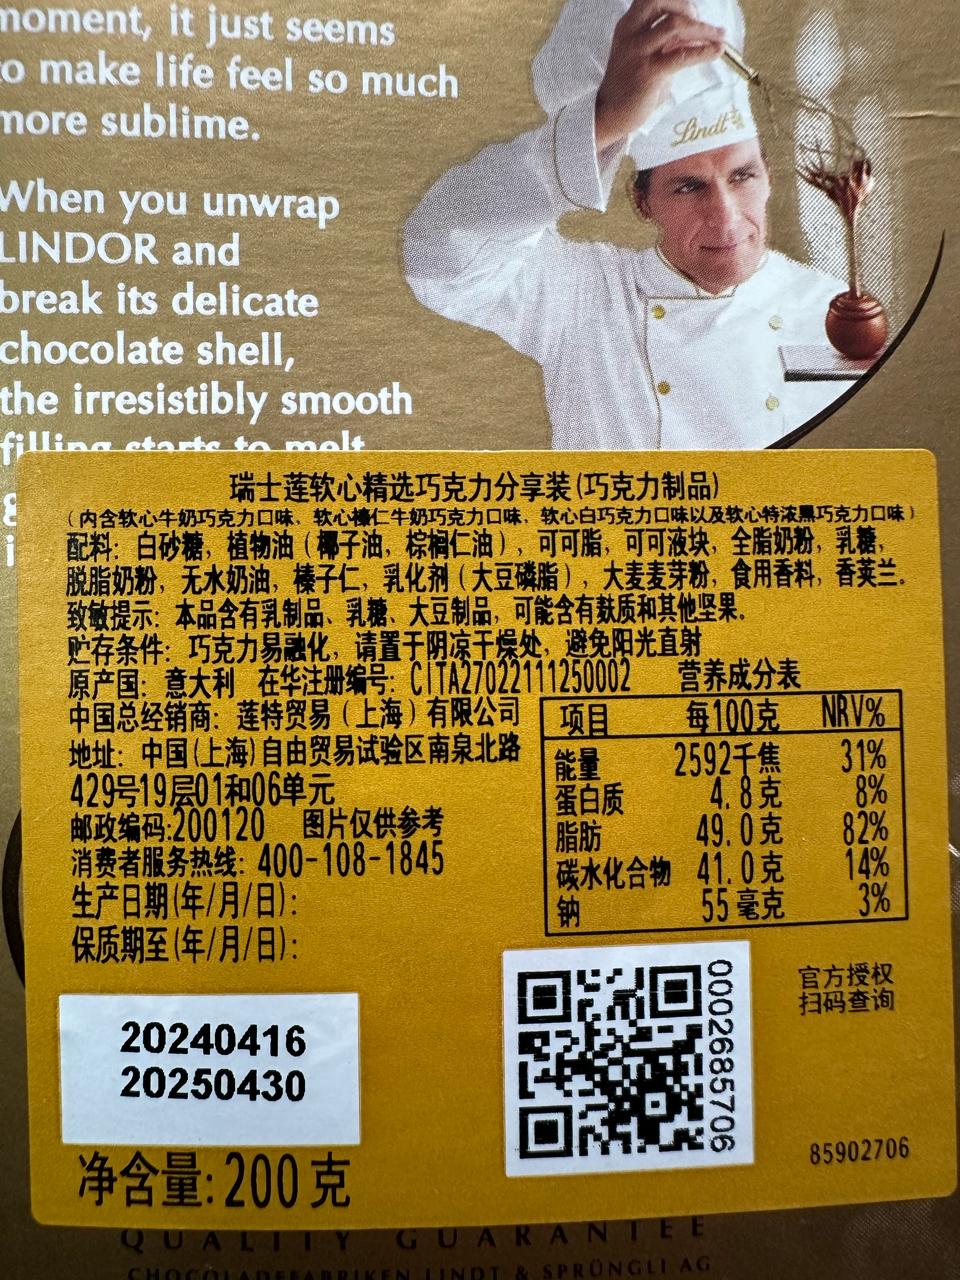 moment, it just seems
to make life feel so much
more sublime.
When you unwrap
LINDOR and
break its delicate
chocolate shell,
the irresistibly smooth
filling starts to melt
Lindt
瑞士莲软心精选巧克力分享装(巧克力制品)
(内含软心牛奶巧克力口味，软心榛仁牛奶巧克力口味，软心白巧克力口味以及软心特浓黑巧克力口味)
配料：白砂糖，植物油(椰子油，棕榈仁油)，可可脂，可可液块，全脂奶粉，乳糖，
脱脂奶粉，无水奶油，榛子仁，乳化剂(大豆磷脂)，大麦麦芽粉，食用香料，香荚兰。
致敏提示：本品含有乳制品、乳糖、大豆制品，可能含有麸质和其他坚果。
贮存条件：巧克力易融化，请置于阴凉干燥处，避免阳光直射
原产国：意大利 在华注册编号：CITA27022111250002
中国总经销商：莲特贸易(上海)有限公司
地址：中国(上海)自由贸易试验区南泉北路
429号19层01和06单元
邮政编码:200120 图片仅供参考
消费者服务热线：400-108-1845
生产日期(年/月/日)：
保质期至(年/月/日)：
20240416
20250430
净含量:200克
营养成分表
项目 每100克 NRV%
能量 2592千焦 31%
蛋白质 4.8克 8%
脂肪 49.0克 82%
碳水化合物 41.0克 14%
钠 55毫克 3%
0002685706
官方授权
扫码查询
85902706
QUALITY GUARANTEE
CHOCOLADEFABRIKEN LINDT & SPRÜNGLI AG